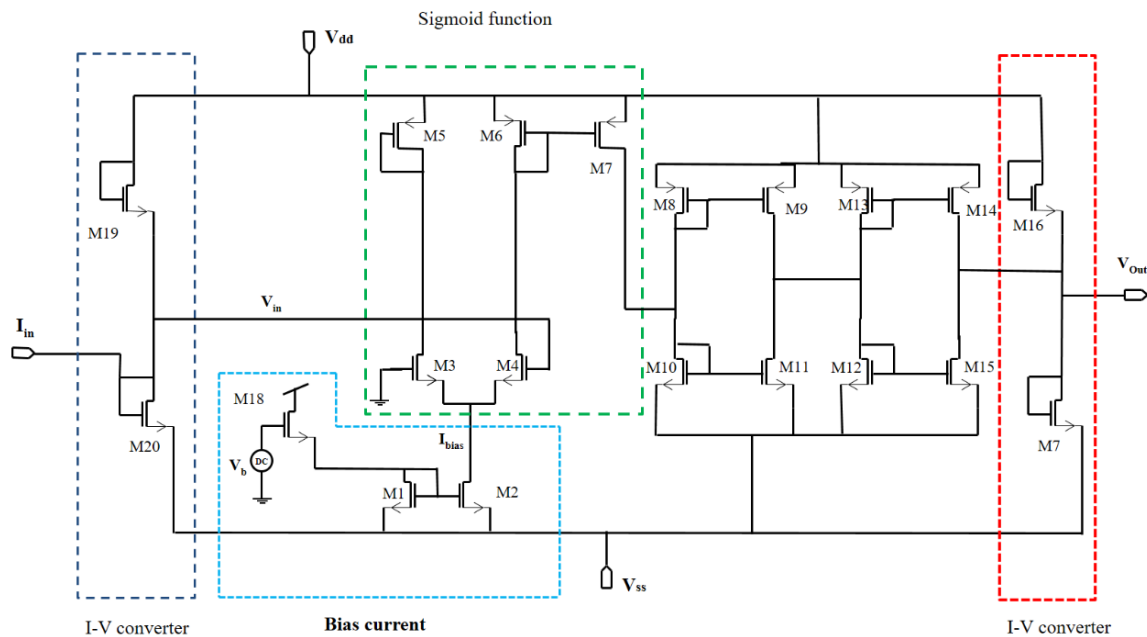 Sigmoid function
Vdd
M5
M6
M7
M8
M9
M13
M14
M16
M19
Vin
VOut
Iin
M3
M4
M10
M11
M12
M15
M18
M20
Ibias
Vb
DC
M1
M2
M7
Vss
I-V converter
Bias current
I-V converter